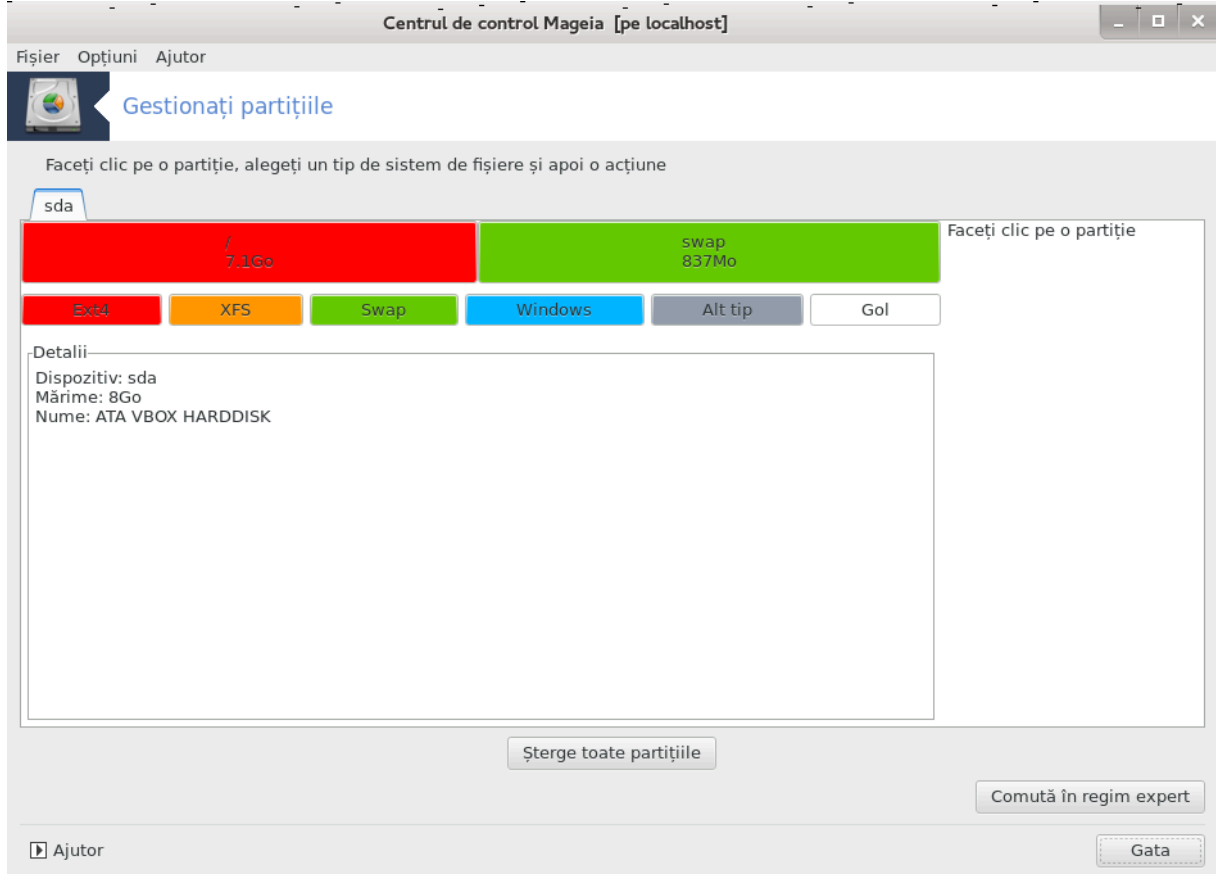 Centrul de control Mageia [pe localhost]
Fișier Opțiuni Ajutor
Gestionați partițiile
Faceți clic pe o partiție, alegeți un tip de sistem de fișiere și apoi o acțiune
sda
/
7.1Go
swap
837Mo
Faceți clic pe o partiție
Ext4 XFS Swap Windows Alt tip Gol
Detalii
Dispozitiv: sda
Mărime: 8Go
Nume: ATA VBOX HARDDISK
Șterge toate partițiile
Comută în regim expert
Ajutor
Gata